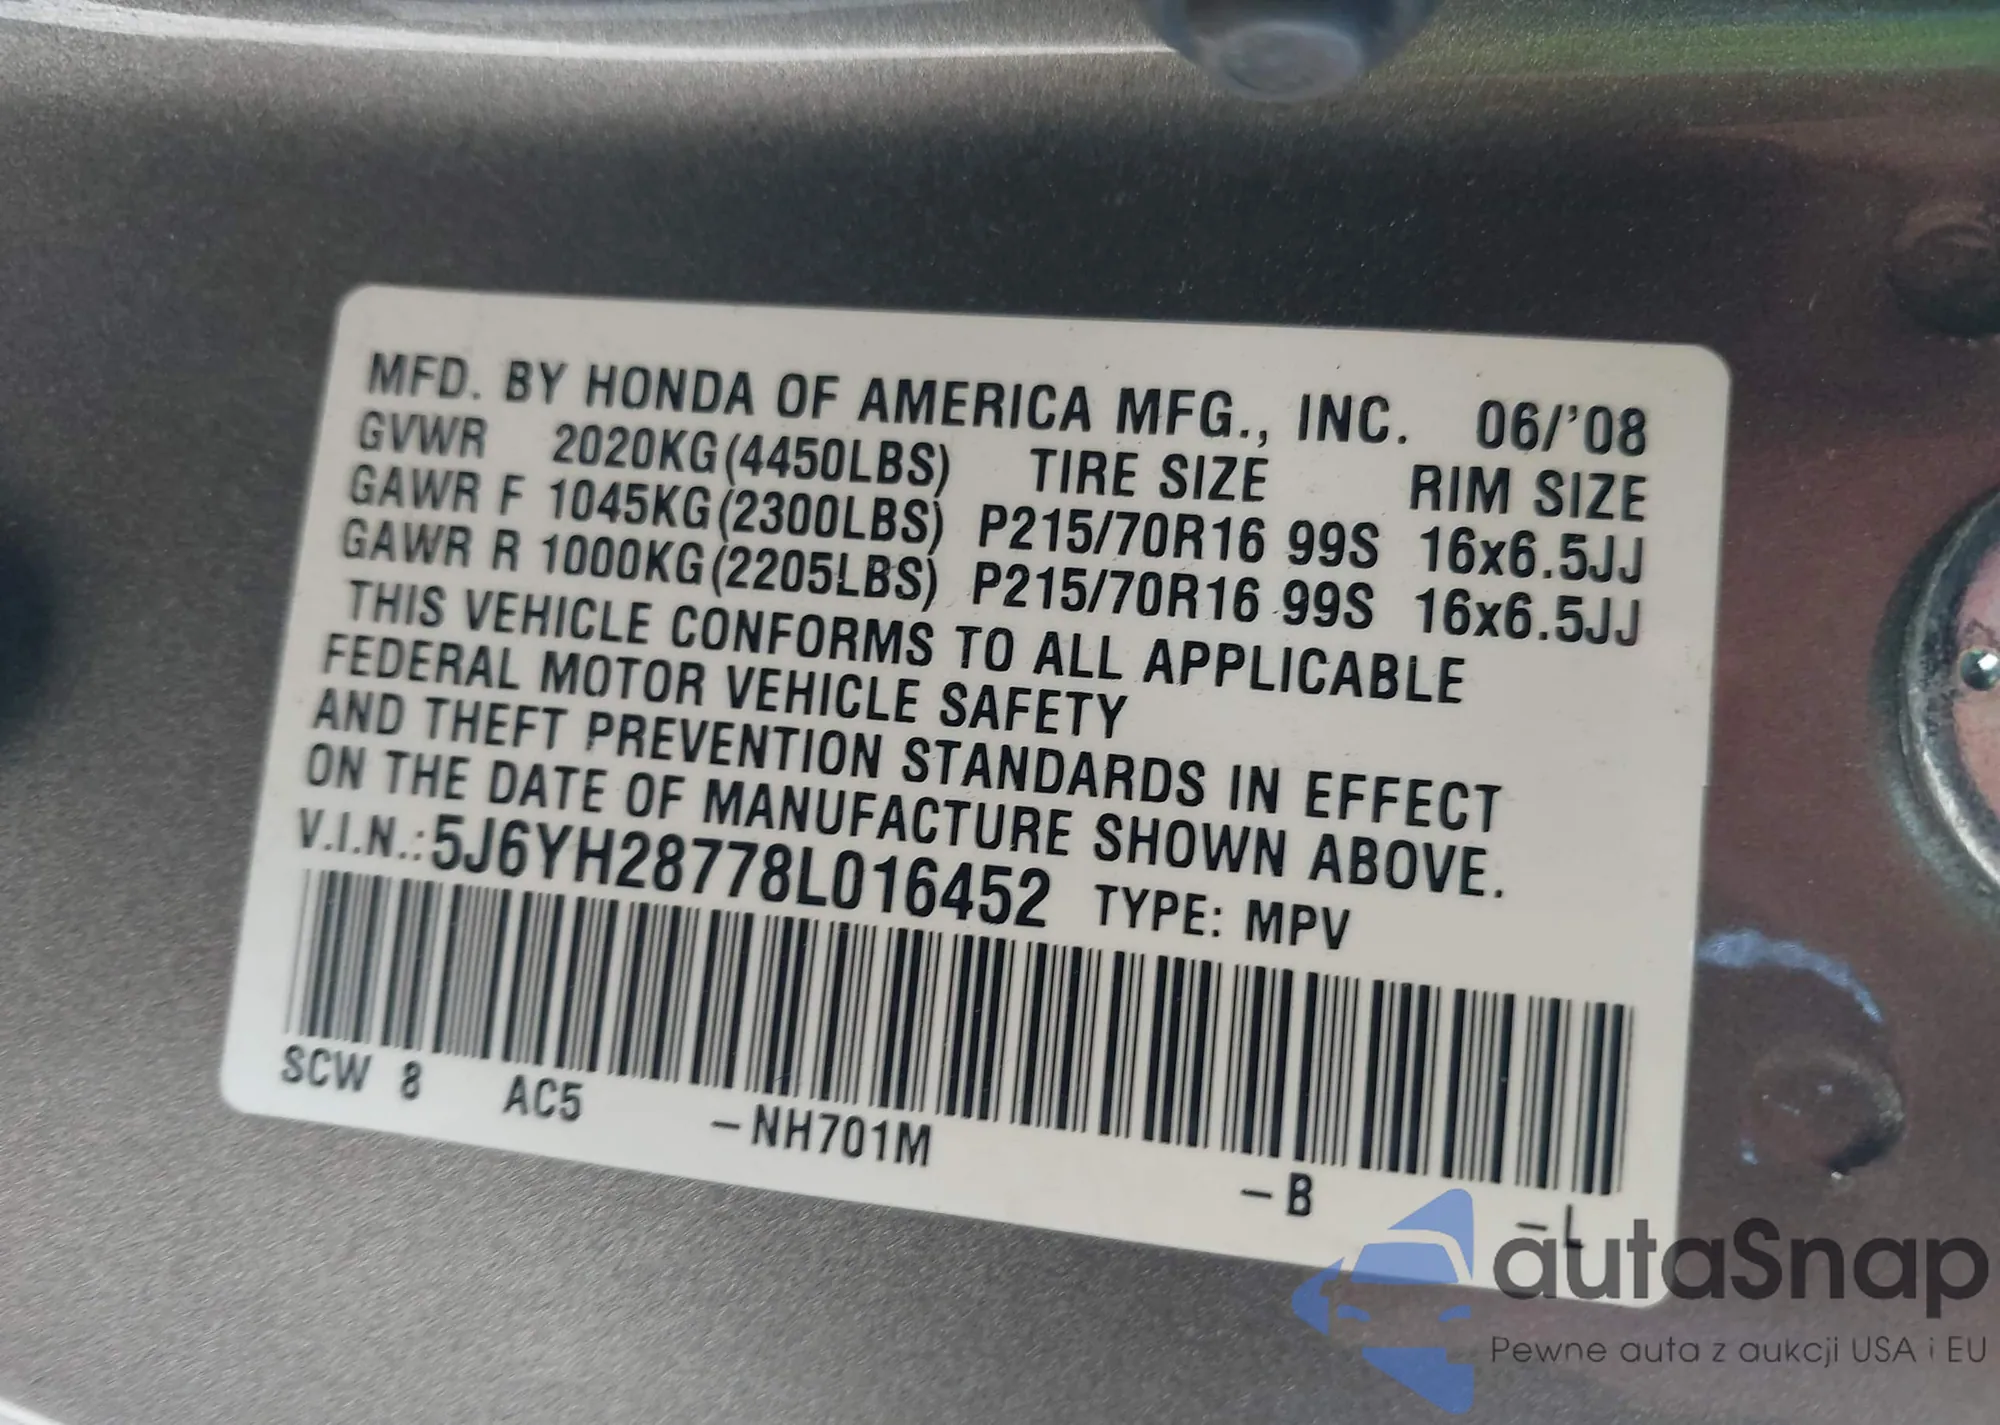 MFD. BY HONDA OF AMERICA MFG., INC. 06/'08
GVWR 2020KG(4450LBS) TIRE SIZE RIM SIZE
GAWR F 1045KG(2300LBS) P215/70R16 99S 16x6.5JJ
GAWR R 1000KG(2205LBS) P215/70R16 99S 16x6.5JJ
THIS VEHICLE CONFORMS TO ALL APPLICABLE
FEDERAL MOTOR VEHICLE SAFETY
AND THEFT PREVENTION STANDARDS IN EFFECT
ON THE DATE OF MANUFACTURE SHOWN ABOVE.
V.I.N.:5J6YH28778L016452 TYPE: MPV
SCW 8 AC5 -NH701M -B -L
autaSnap
Pewne auta z aukcji USA i EU